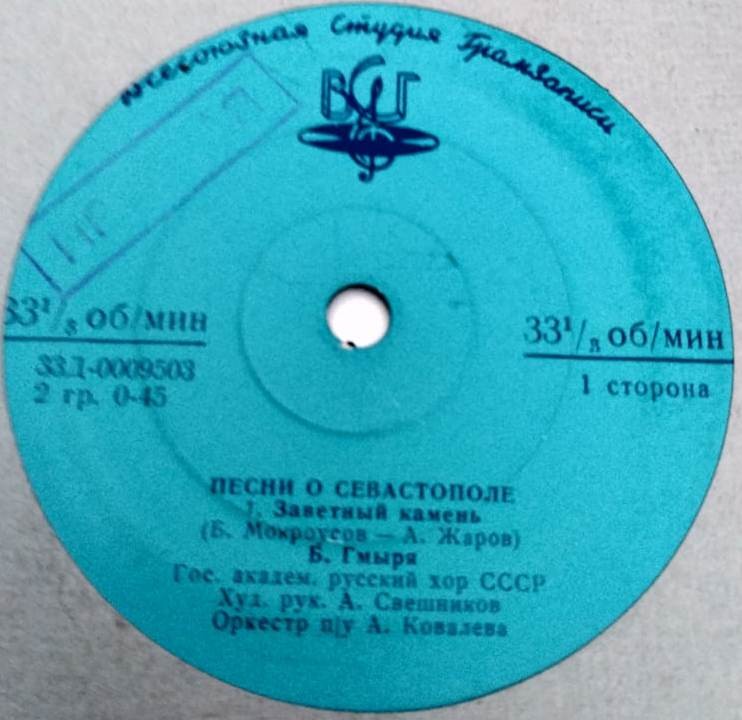 Всесоюзная Студия Грамзаписи
ВСГ
33¹/₃ об/мин
33Д-0009503
2 гр. 0-45
33¹/₃ об/мин
1 сторона
ПЕСНИ О СЕВАСТОПОЛЕ
1. Заветный камень
(Б. Мокроусов — А. Жаров)
Б. Гмыря
Гос. академ. русский хор СССР
Худ. рук. А. Свешников
Оркестр п/у А. Ковалева